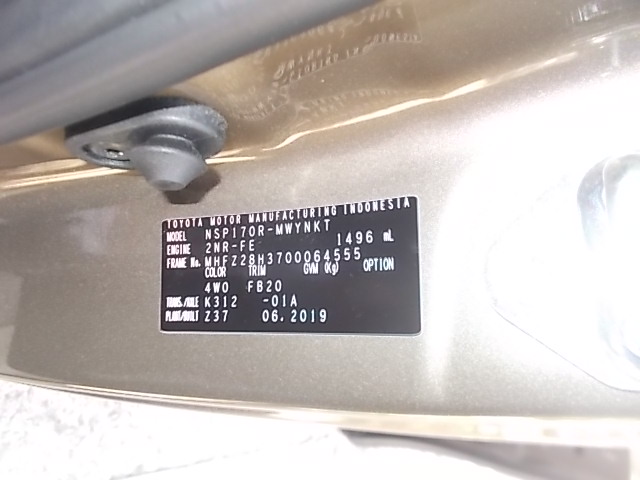 TOYOTA MOTOR MANUFACTURING INDONESIA
MODEL NSP170R-MWYNKT
ENGINE 2NR-FE 1496 mL
FRAME No. MHFZ28H3700064555
COLOR TRIM GVM (Kg) OPTION
4W0 FB20
TRANS./AXLE K312 -01A
PLANT/BUILT Z37 06.2019